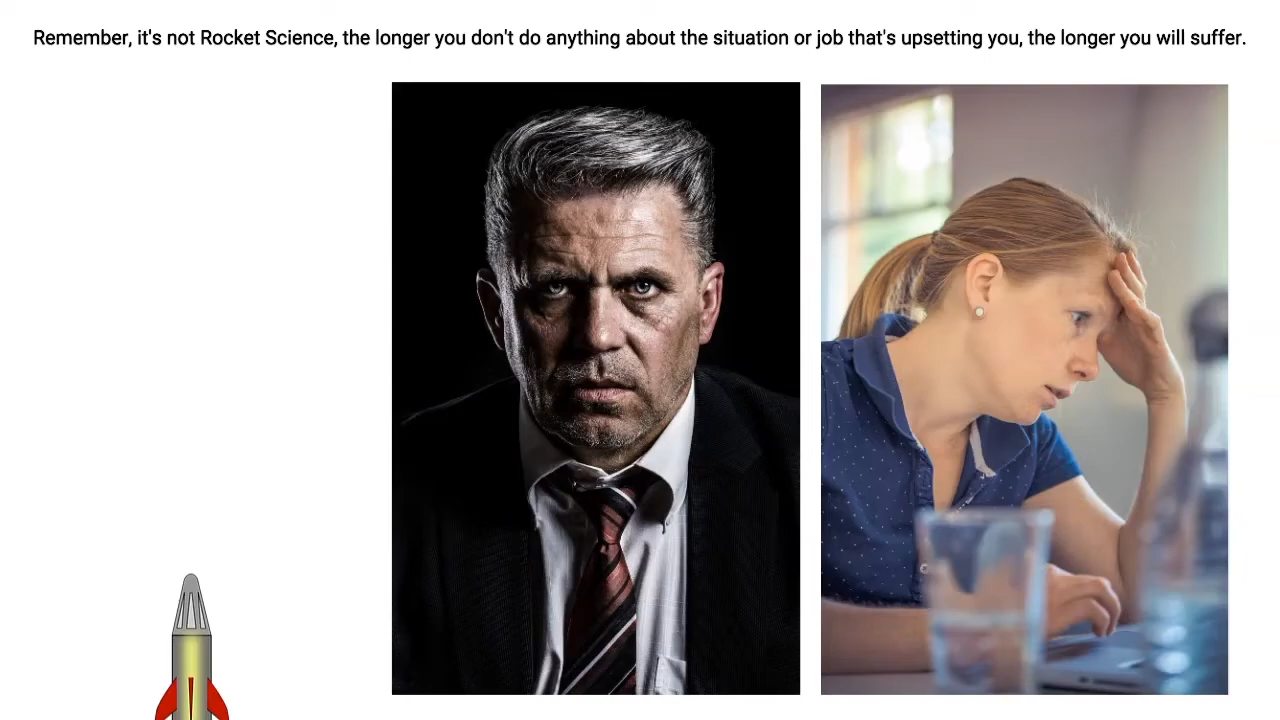 Remember, it's not Rocket Science, the longer you don't do anything about the situation or job that's upsetting you, the longer you will suffer.